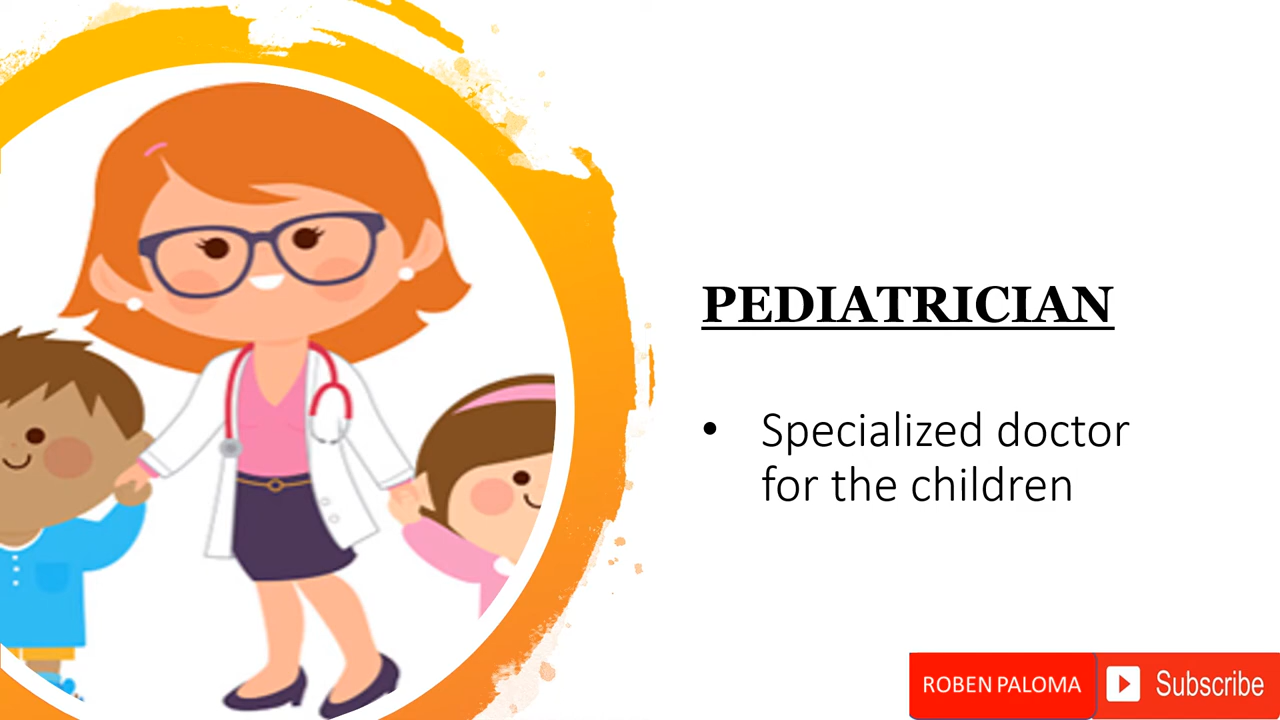 PEDIATRICIAN
• Specialized doctor
for the children
ROBEN PALOMA
Subscribe